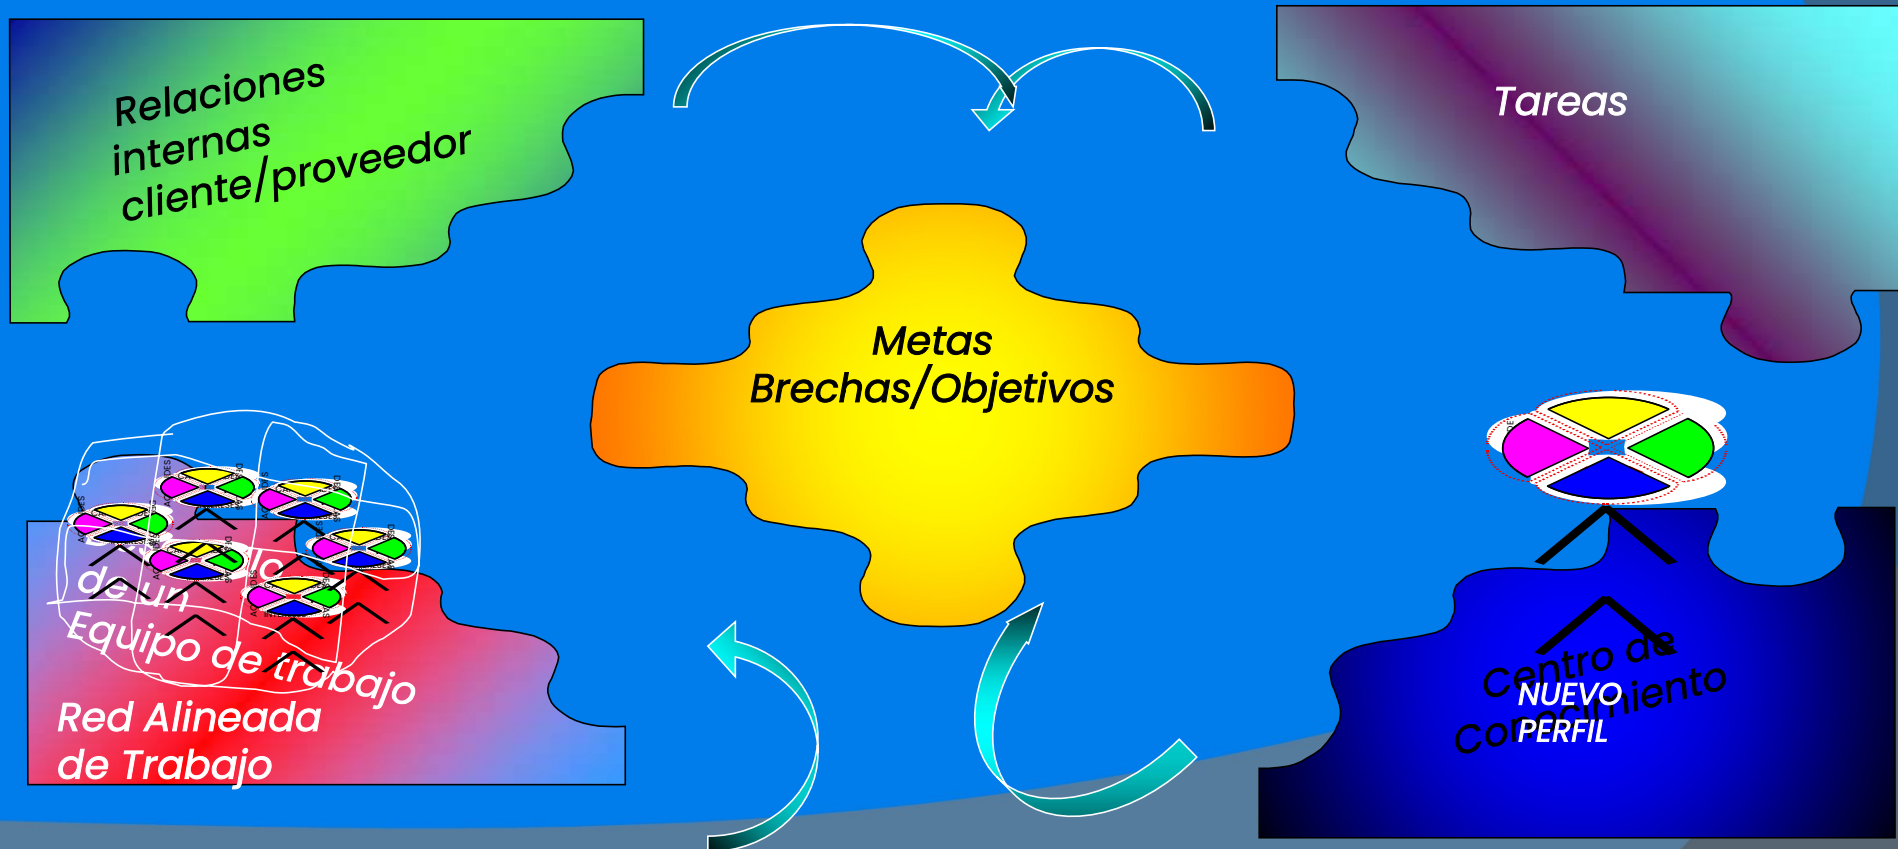 Relaciones
internas
cliente/proveedor
Tareas
Metas
Brechas/Objetivos
de un
Equipo de trabajo
Red Alineada
de Trabajo
Centro de
Conocimiento
NUEVO
PERFIL